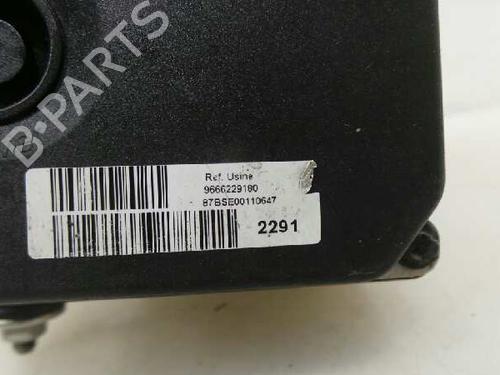 B-PARTS
Ref. Usine
9666229180
87BSE00110647
2291